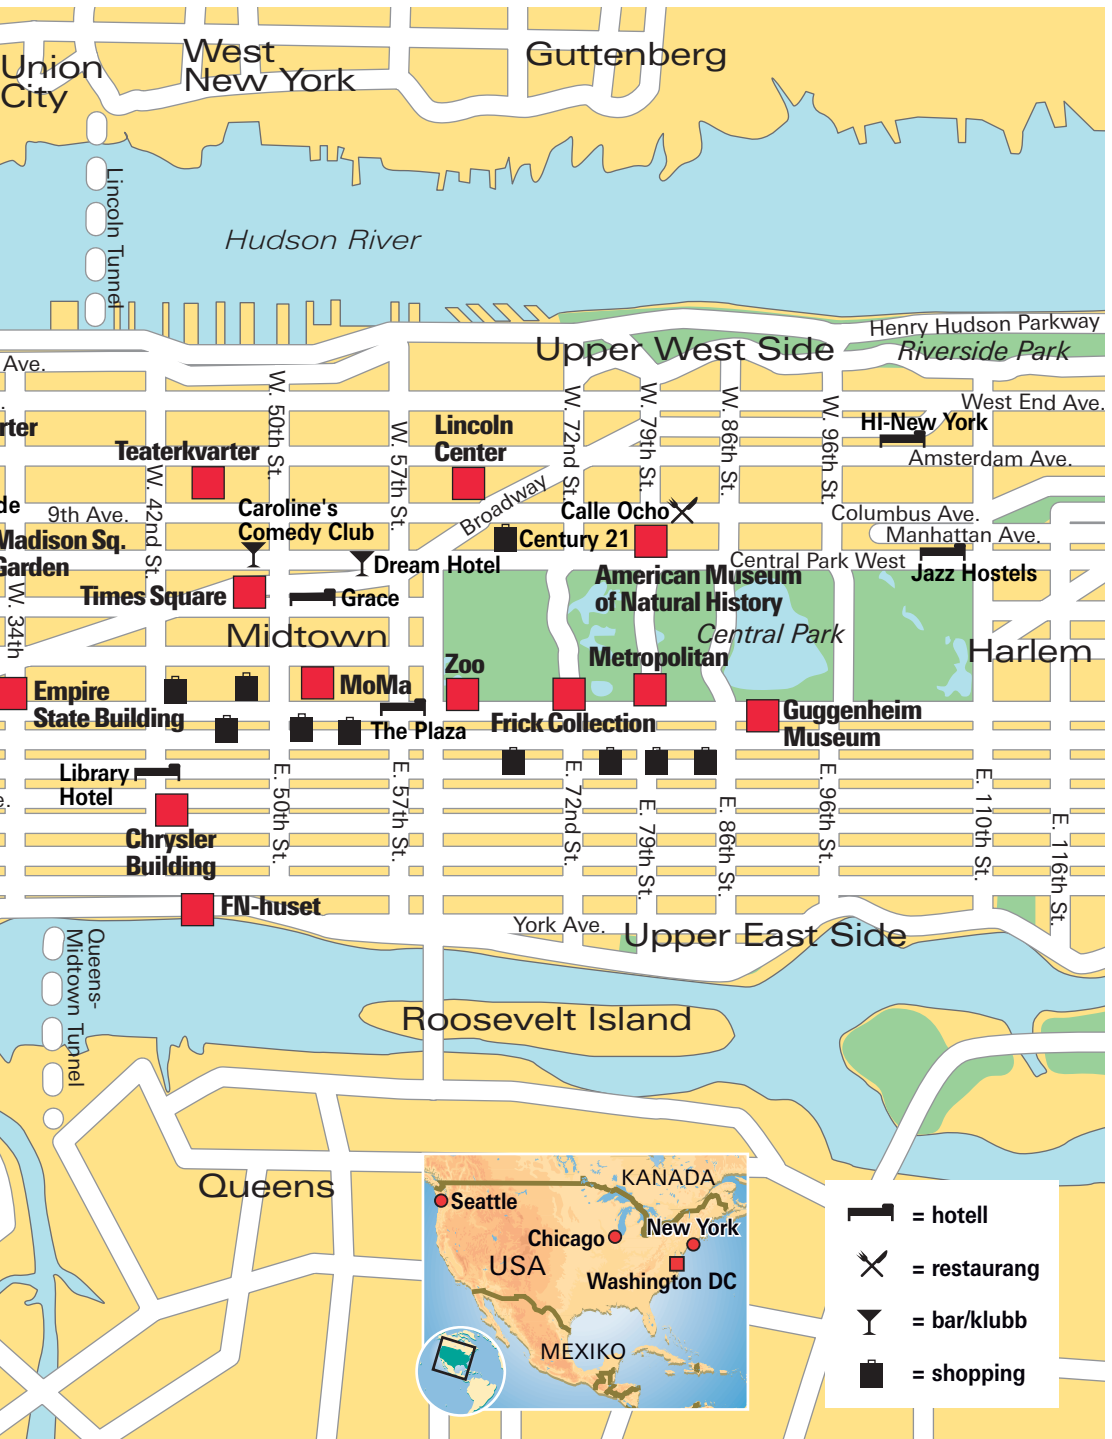 Union
City
West
New York
Guttenberg
Lincoln Tunnel
Hudson River
Henry Hudson Parkway
Riverside Park
Upper West Side
Ave.
West End Ave.
W. 50th St.
W. 57th St.
W. 72nd St.
W. 79th St.
W. 86th St.
W. 96th St.
HI-New York
Amsterdam Ave.
rter
Teaterkvarter
Lincoln
Center
W. 42nd St.
Broadway
de
9th Ave.
Caroline's
Comedy Club
Calle Ocho
Columbus Ave.
Manhattan Ave.
Madison Sq.
Garden
Century 21
Central Park West
Dream Hotel
Jazz Hostels
W. 34th
Times Square
Grace
American Museum
of Natural History
Midtown
Central Park
Harlem
Zoo
Metropolitan
Empire
State Building
MoMa
The Plaza
Frick Collection
Guggenheim
Museum
Library
Hotel
e.
E. 50th St.
E. 57th St.
E. 72nd St.
E. 79th St.
E. 86th St.
E. 96th St.
E. 110th St.
E. 116th St.
Chrysler
Building
FN-huset
York Ave.
Upper East Side
Queens-
Midtown Tunnel
Roosevelt Island
Queens
KANADA
Seattle
Chicago
New York
USA
Washington DC
MEXIKO
= hotell
= restaurang
= bar/klubb
= shopping